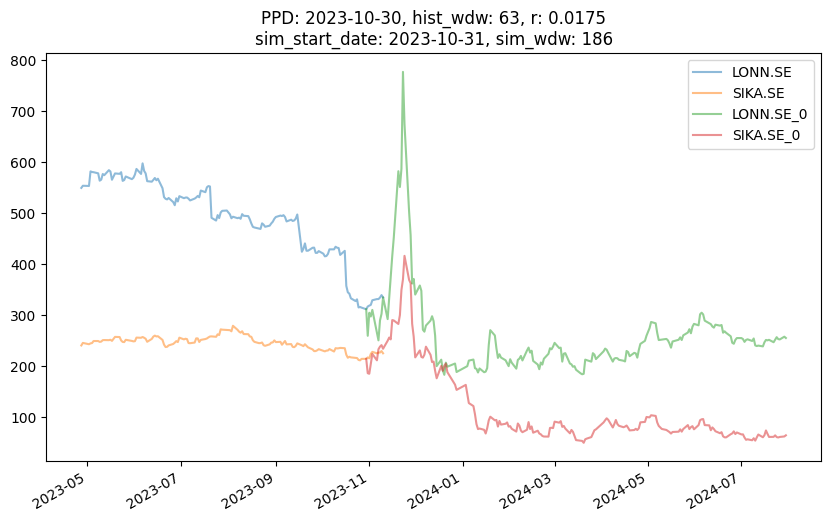 PPD: 2023-10-30, hist_wdw: 63, r: 0.0175
sim_start_date: 2023-10-31, sim_wdw: 186
800
700
600
500
400
300
200
100
LONN.SE
SIKA.SE
LONN.SE_0
SIKA.SE_0
2023-05
2023-07
2023-09
2023-11
2024-01
2024-03
2024-05
2024-07